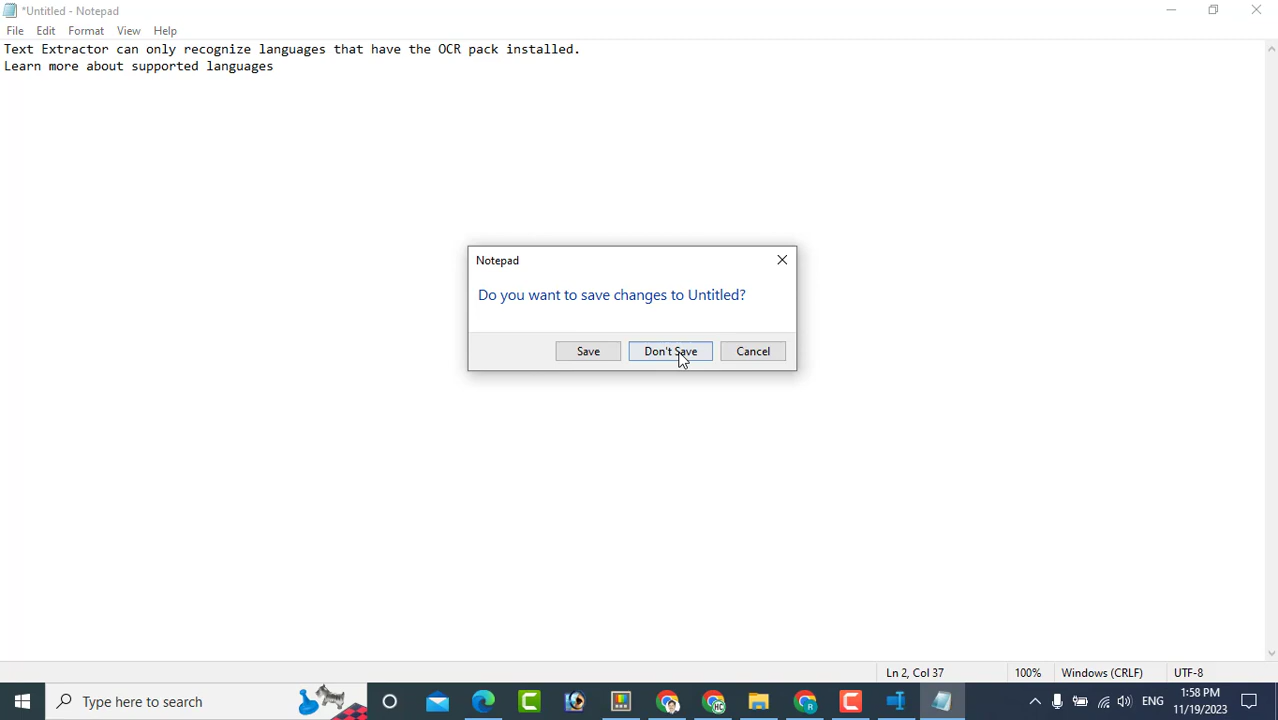 *Untitled - Notepad
File Edit Format View Help
Text Extractor can only recognize languages that have the OCR pack installed.
Learn more about supported languages
Notepad
Do you want to save changes to Untitled?
Save Don't Save Cancel
Ln 2, Col 37 100% Windows (CRLF) UTF-8
Type here to search
HC
R
ENG
1:58 PM
11/19/2023